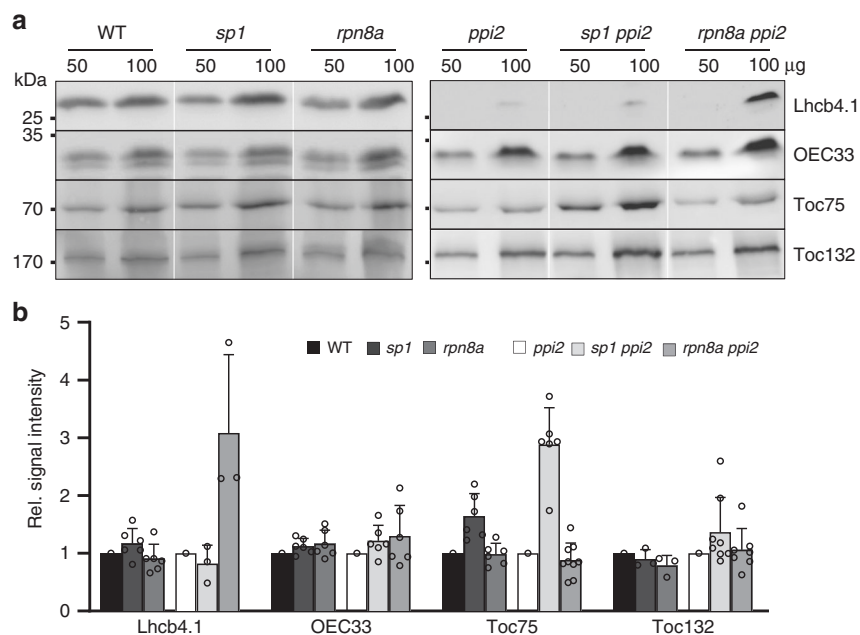 a
WT sp1 rpn8a ppi2 sp1 ppi2 rpn8a ppi2
kDa 50 100 50 100 50 100 50 100 50 100 50 100 µg
25 Lhcb4.1
35 OEC33
70 Toc75
170 Toc132
b
5
4
3
2
1
0
Rel. signal intensity
WT sp1 rpn8a ppi2 sp1 ppi2 rpn8a ppi2
Lhcb4.1 OEC33 Toc75 Toc132